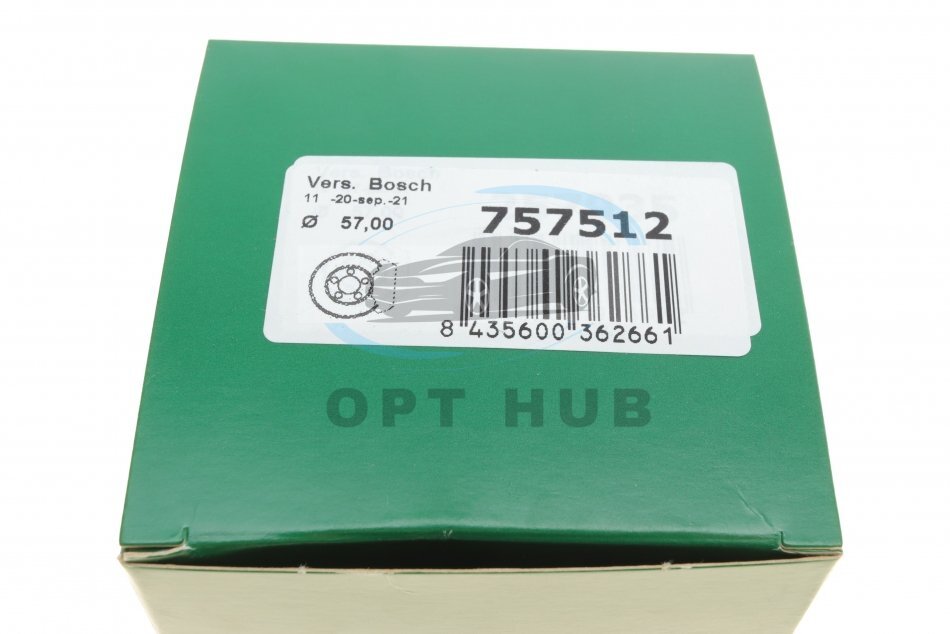 Vers. Bosch
11 -20-sep.-21
Ø 57,00
757512
8 435600 362661
OPT HUB